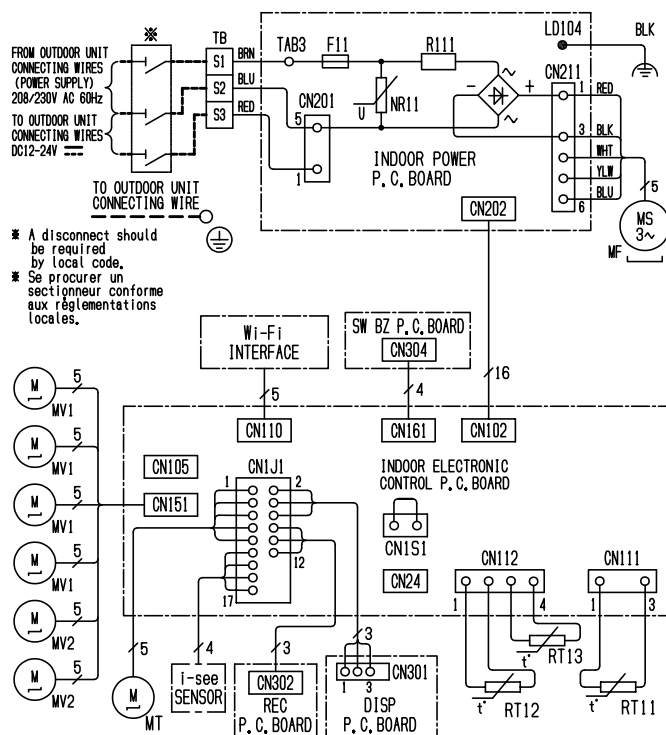 ※
TB
LD104
BLK
FROM OUTDOOR UNIT
CONNECTING WIRES
(POWER SUPPLY)
208/230V AC 60Hz
TO OUTDOOR UNIT
CONNECTING WIRES
DC12-24V
S1
BRN
TAB3
F11
R111
S2
BLU
S3
RED
CN201
5
1
U
NR11
−
+
CN211
1
RED
3
BLK
WHT
YLW
BLU
6
5
MS
3~
MF
INDOOR POWER
P.C.BOARD
CN202
TO OUTDOOR UNIT
CONNECTING WIRE
※ A disconnect should
be required
by local code.
※ Se procurer un
sectionneur conforme
aux règlementations
locales.
Wi-Fi
INTERFACE
SW BZ P.C.BOARD
CN304
5
4
16
M
5
MV1
M
5
MV1
M
5
MV1
M
5
MV1
M
5
MV2
M
5
MV2
CN110
CN161
CN102
CN105
CN151
CN1J1
1
2
12
17
INDOOR ELECTRONIC
CONTROL P.C.BOARD
CN1S1
CN24
CN112
1
4
CN111
1
3
5
4
3
3
M
MT
i-see
SENSOR
CN302
REC
P.C.BOARD
CN301
1
3
DISP
P.C.BOARD
t°
RT13
t°
RT12
t°
RT11